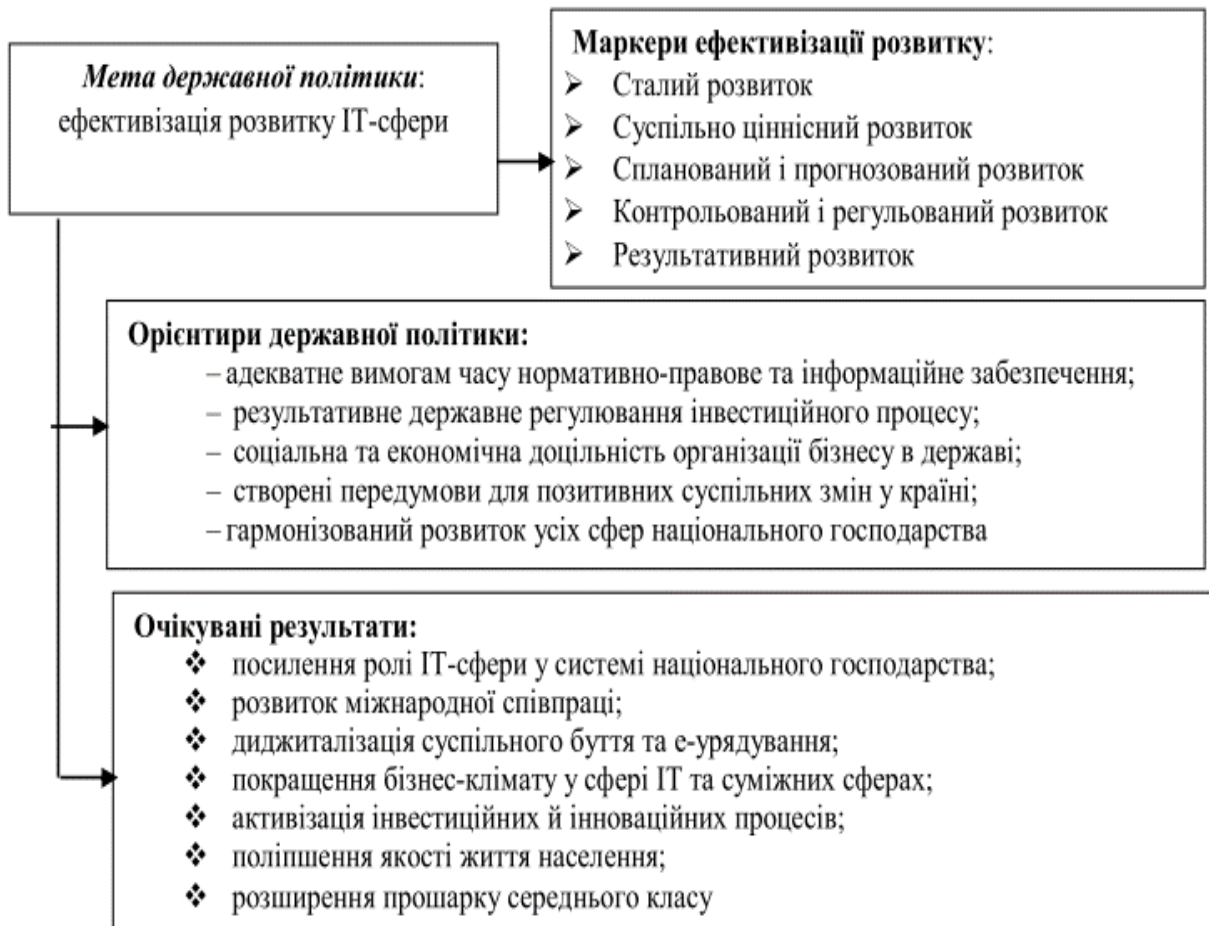 Мета державної політики:
ефективізація розвитку ІТ-сфери
Маркери ефективізації розвитку:
➢ Сталий розвиток
➢ Суспільно ціннісний розвиток
➢ Спланований і прогнозований розвиток
➢ Контрольований і регульований розвиток
➢ Результативний розвиток
Орієнтири державної політики:
– адекватне вимогам часу нормативно-правове та інформаційне забезпечення;
– результативне державне регулювання інвестиційного процесу;
– соціальна та економічна доцільність організації бізнесу в державі;
– створені передумови для позитивних суспільних змін у країні;
– гармонізований розвиток усіх сфер національного господарства
Очікувані результати:
❖ посилення ролі ІТ-сфери у системі національного господарства;
❖ розвиток міжнародної співпраці;
❖ диджиталізація суспільного буття та е-урядування;
❖ покращення бізнес-клімату у сфері ІТ та суміжних сферах;
❖ активізація інвестиційних й інноваційних процесів;
❖ поліпшення якості життя населення;
❖ розширення прошарку середнього класу